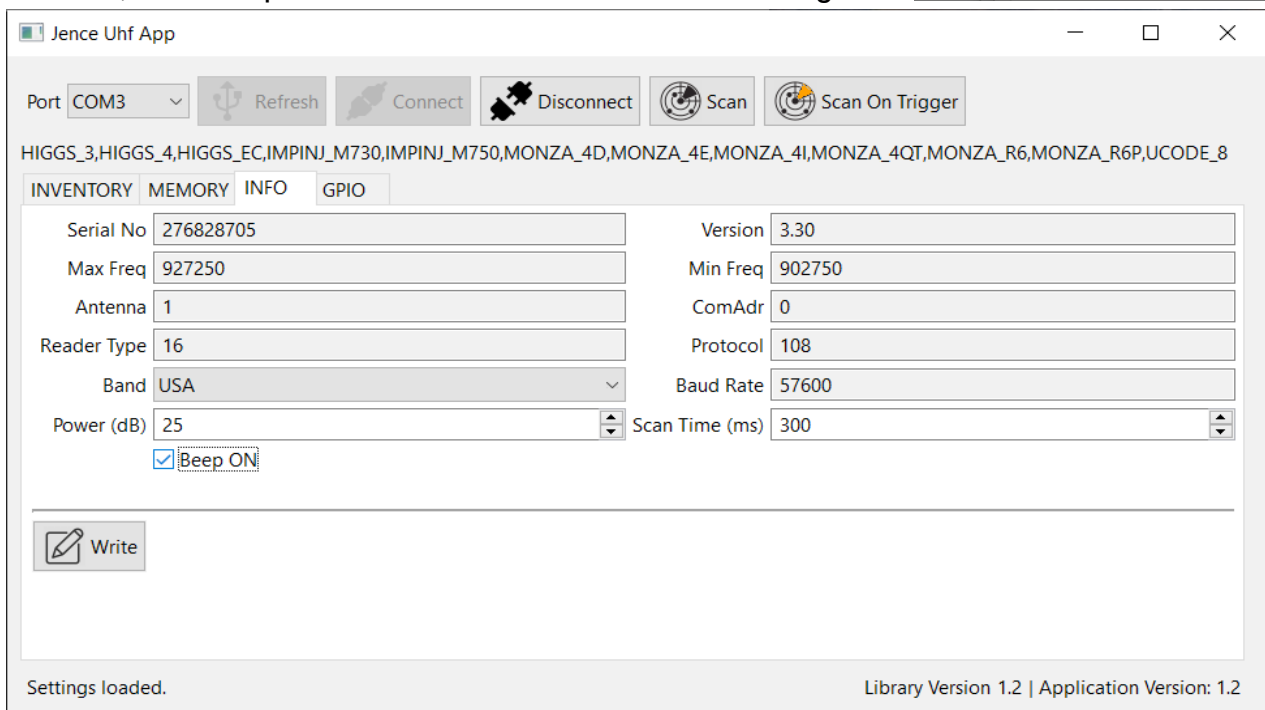 Jence Uhf App
Port COM3 Refresh Connect Disconnect Scan Scan On Trigger
HIGGS_3,HIGGS_4,HIGGS_EC,IMPINJ_M730,IMPINJ_M750,MONZA_4D,MONZA_4E,MONZA_4I,MONZA_4QT,MONZA_R6,MONZA_R6P,UCODE_8
INVENTORY MEMORY INFO GPIO
Serial No 276828705 Version 3.30
Max Freq 927250 Min Freq 902750
Antenna 1 ComAdr 0
Reader Type 16 Protocol 108
Band USA Baud Rate 57600
Power (dB) 25 Scan Time (ms) 300
Beep ON
Write
Settings loaded. Library Version 1.2 | Application Version: 1.2